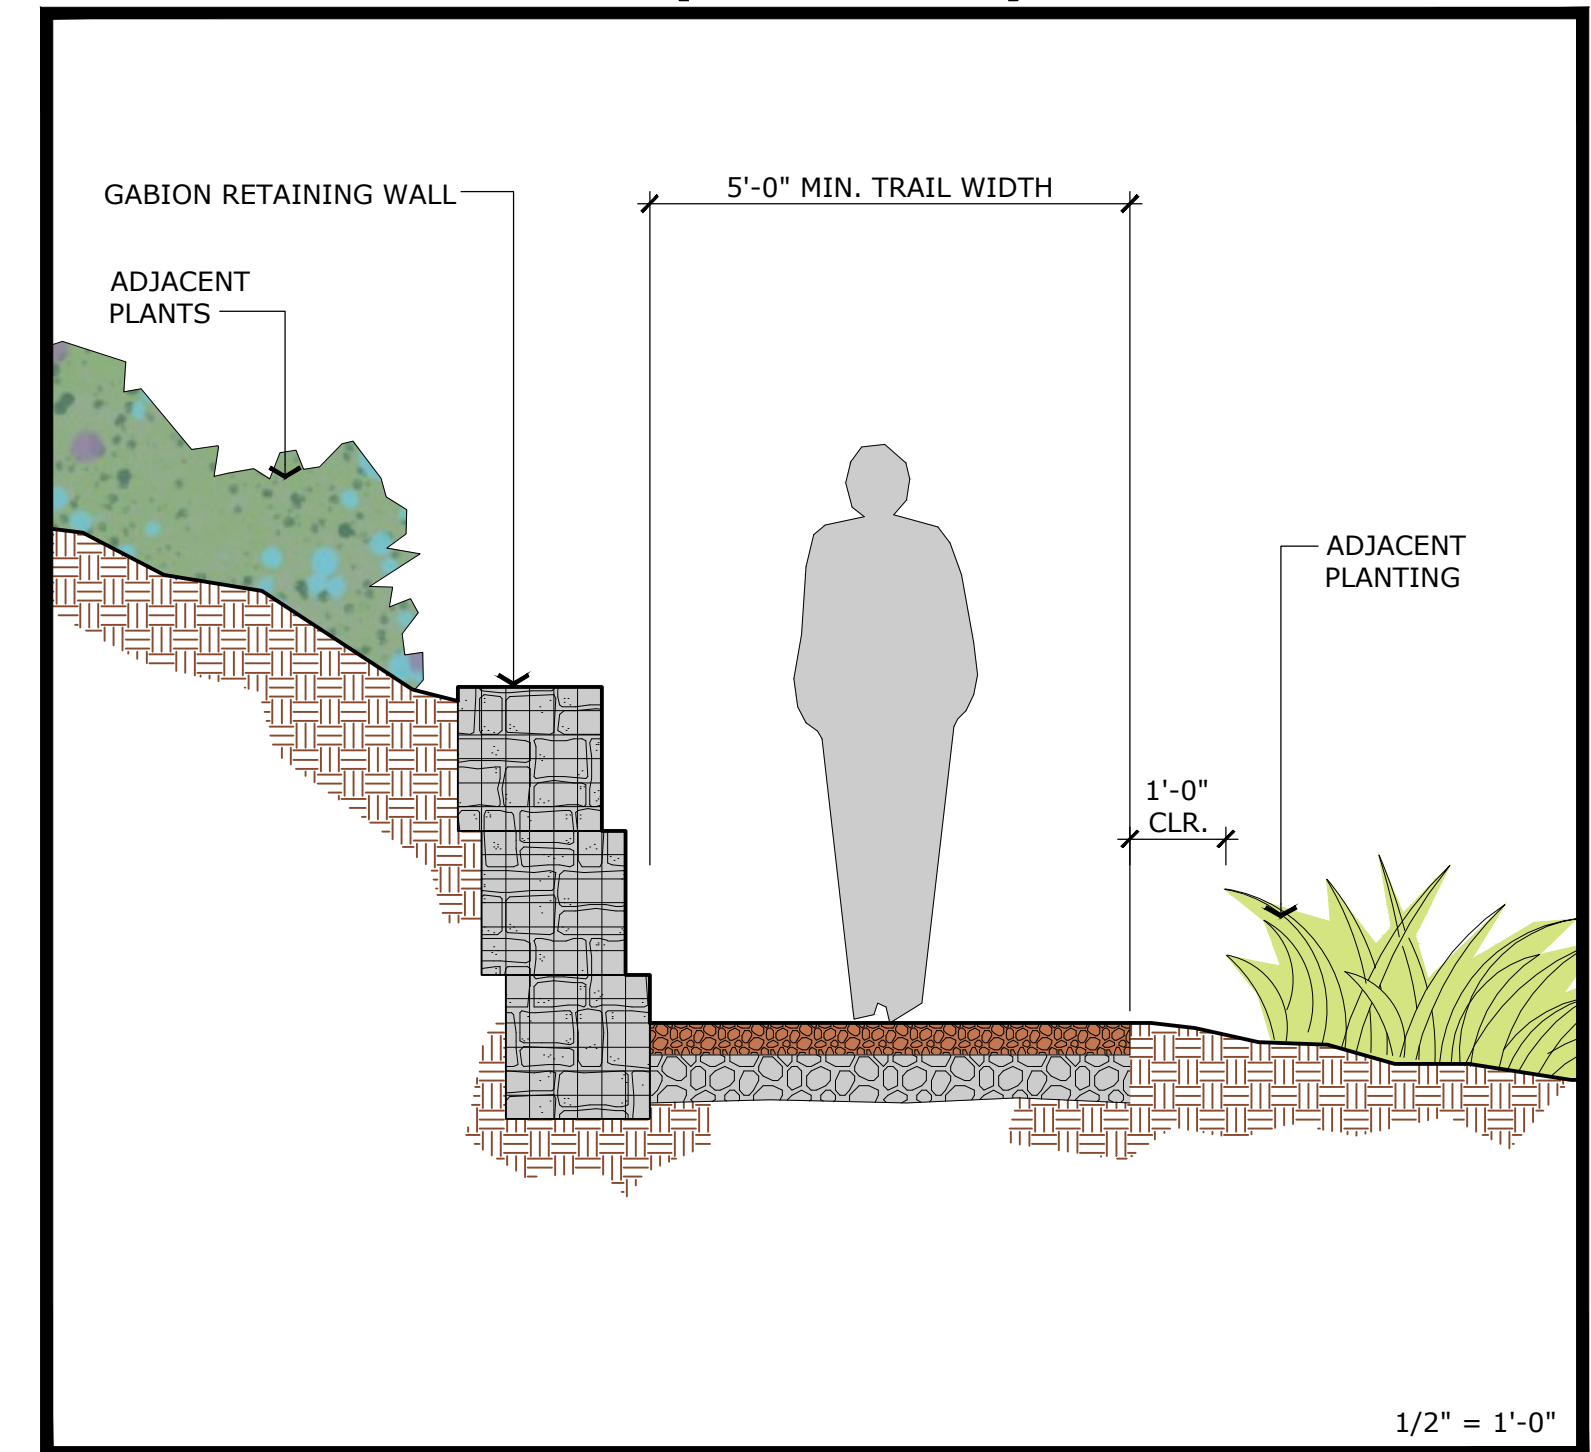 GABION RETAINING WALL
5'-0" MIN. TRAIL WIDTH
ADJACENT
PLANTS
ADJACENT
PLANTING
1'-0"
CLR.
1/2" = 1'-0"